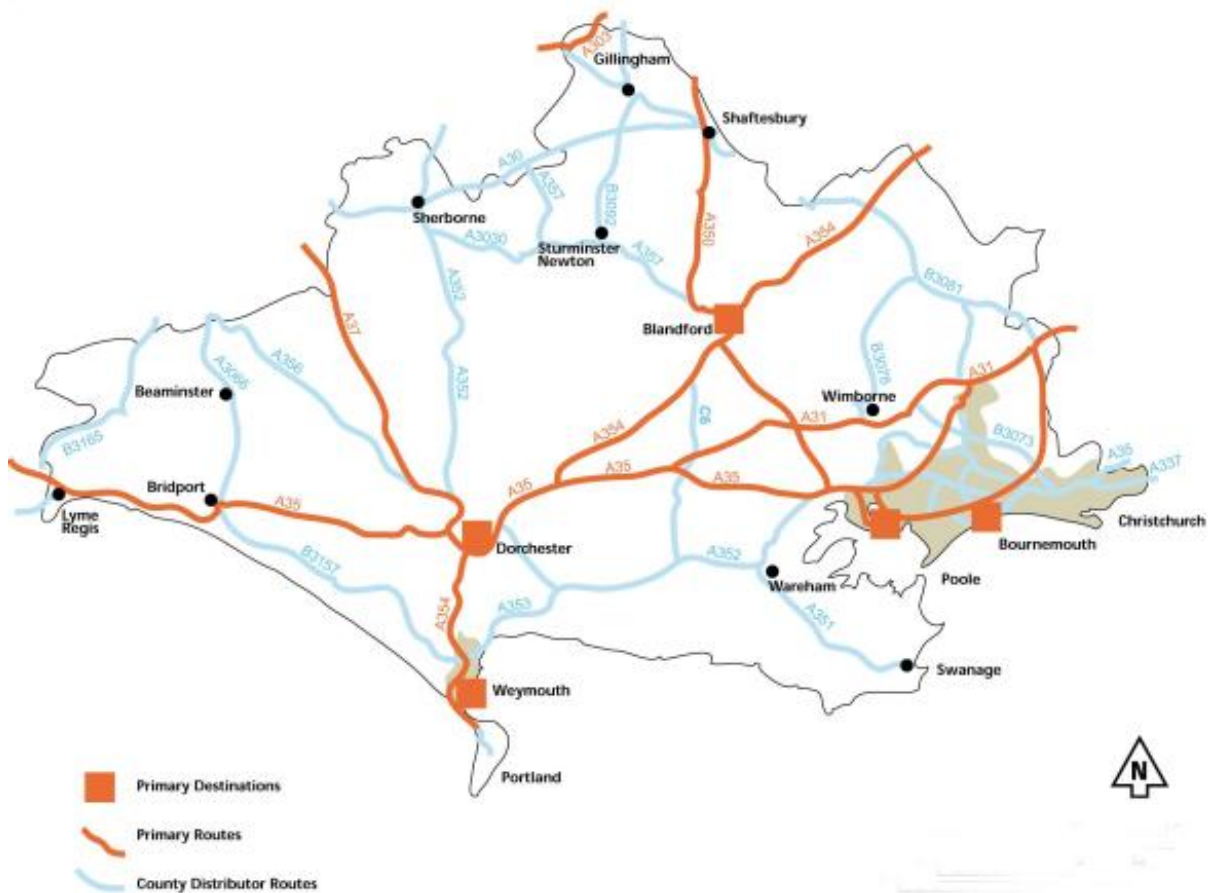 A303
Gillingham
Shaftesbury
A30
A357
B3092
Sherborne
A3030
Sturminster
Newton
A357
A350
A354
A352
B3081
A37
Blandford
A3066
A356
Beaminster
A352
B3078
Wimborne
A31
C6
A31
A354
B3073
B3165
A35
A35
A337
Bridport
A35
A35
A35
Lyme
Regis
Dorchester
Christchurch
Bournemouth
B3157
A352
Wareham
Poole
A354
A353
A351
Swanage
Weymouth
Portland
N
Primary Destinations
Primary Routes
County Distributor Routes